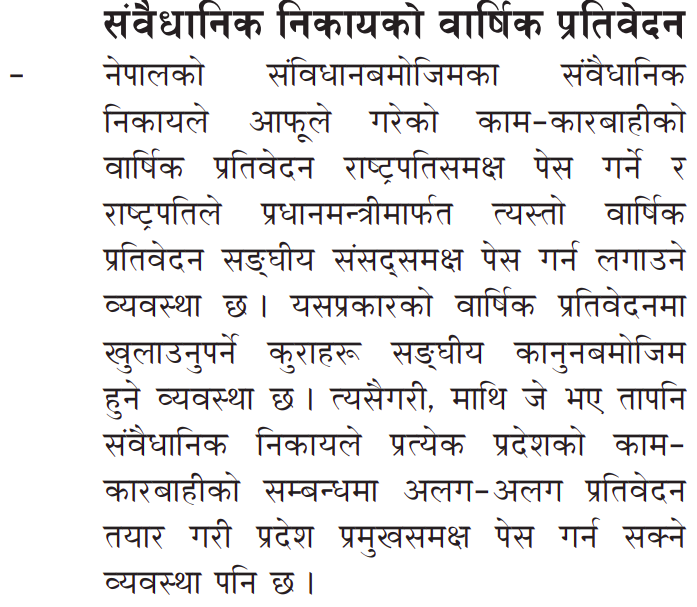 संवैधानिक निकायको वार्षिक प्रतिवेदन
– नेपालको संविधानबमोजिमका संवैधानिक
निकायले आफूले गरेको काम-कारबाहीको
वार्षिक प्रतिवेदन राष्ट्रपतिसमक्ष पेस गर्ने र
राष्ट्रपतिले प्रधानमन्त्रीमार्फत त्यस्तो वार्षिक
प्रतिवेदन सङ्घीय संसद्समक्ष पेस गर्न लगाउने
व्यवस्था छ । यसप्रकारको वार्षिक प्रतिवेदनमा
खुलाउनुपर्ने कुराहरू सङ्घीय कानुनबमोजिम
हुने व्यवस्था छ । त्यसैगरी, माथि जे भए तापनि
संवैधानिक निकायले प्रत्येक प्रदेशको काम-
कारबाहीको सम्बन्धमा अलग-अलग प्रतिवेदन
तयार गरी प्रदेश प्रमुखसमक्ष पेस गर्न सक्ने
व्यवस्था पनि छ ।